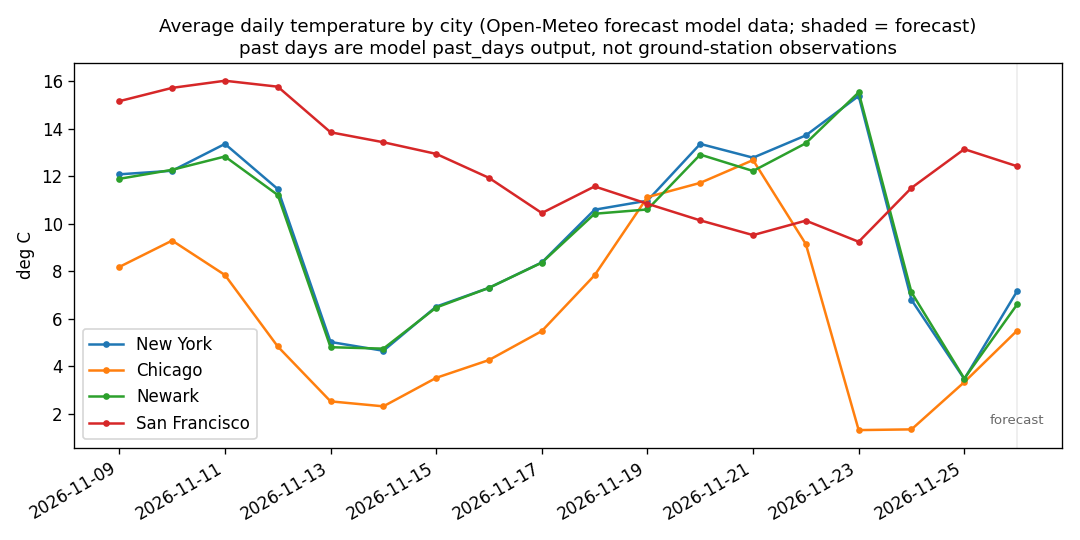 Average daily temperature by city (Open-Meteo forecast model data; shaded = forecast)
past days are model past_days output, not ground-station observations
deg C
16
14
12
10
8
6
4
2
New York
Chicago
Newark
San Francisco
forecast
2026-11-09
2026-11-11
2026-11-13
2026-11-15
2026-11-17
2026-11-19
2026-11-21
2026-11-23
2026-11-25